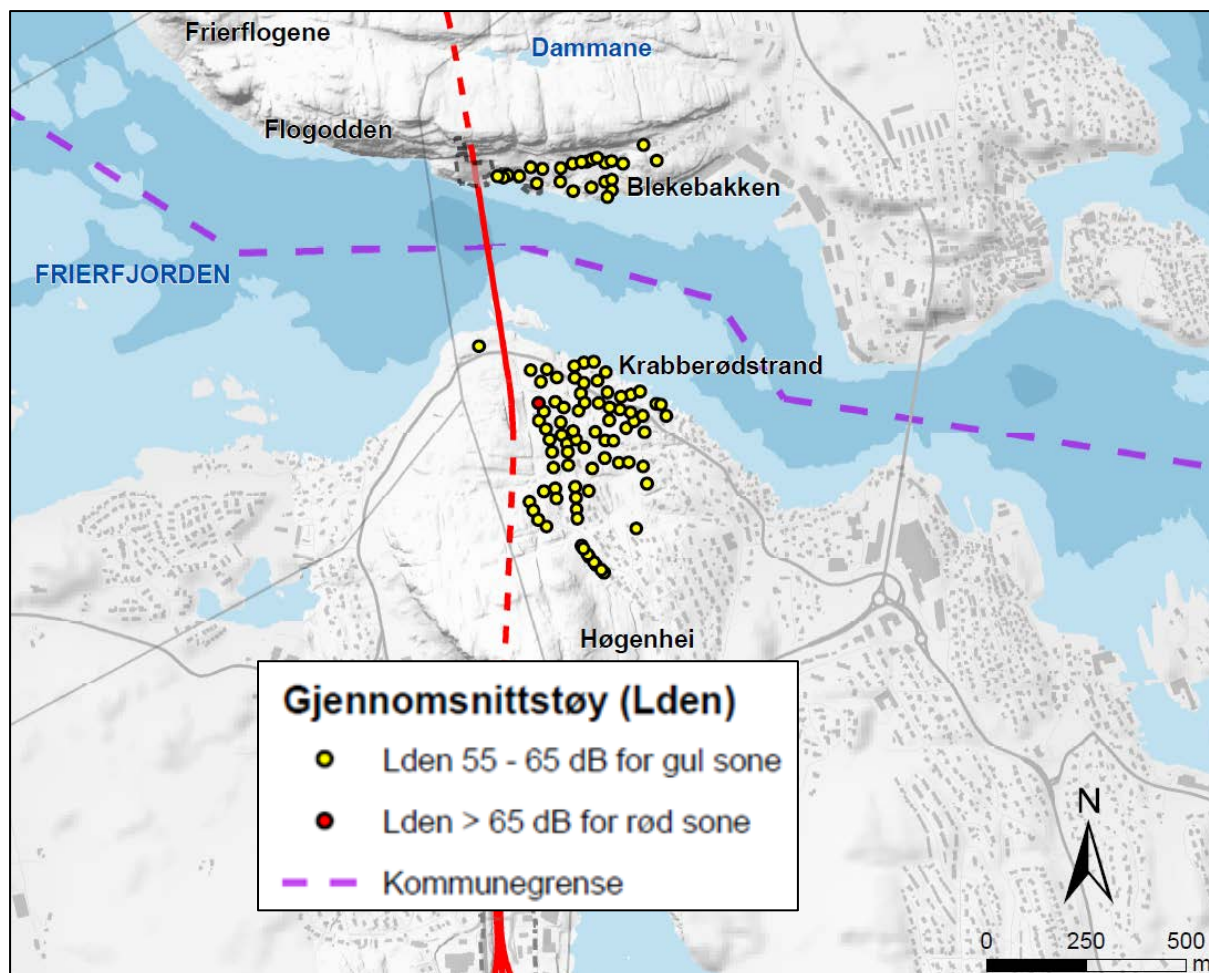 Frierflogene
Dammane
Flogodden
Blekebakken
FRIERFJORDEN
Krabberødstrand
Høgenhei
Gjennomsnittstøy (Lden)
Lden 55 - 65 dB for gul sone
Lden > 65 dB for rød sone
Kommunegrense
N
0 250 500
m